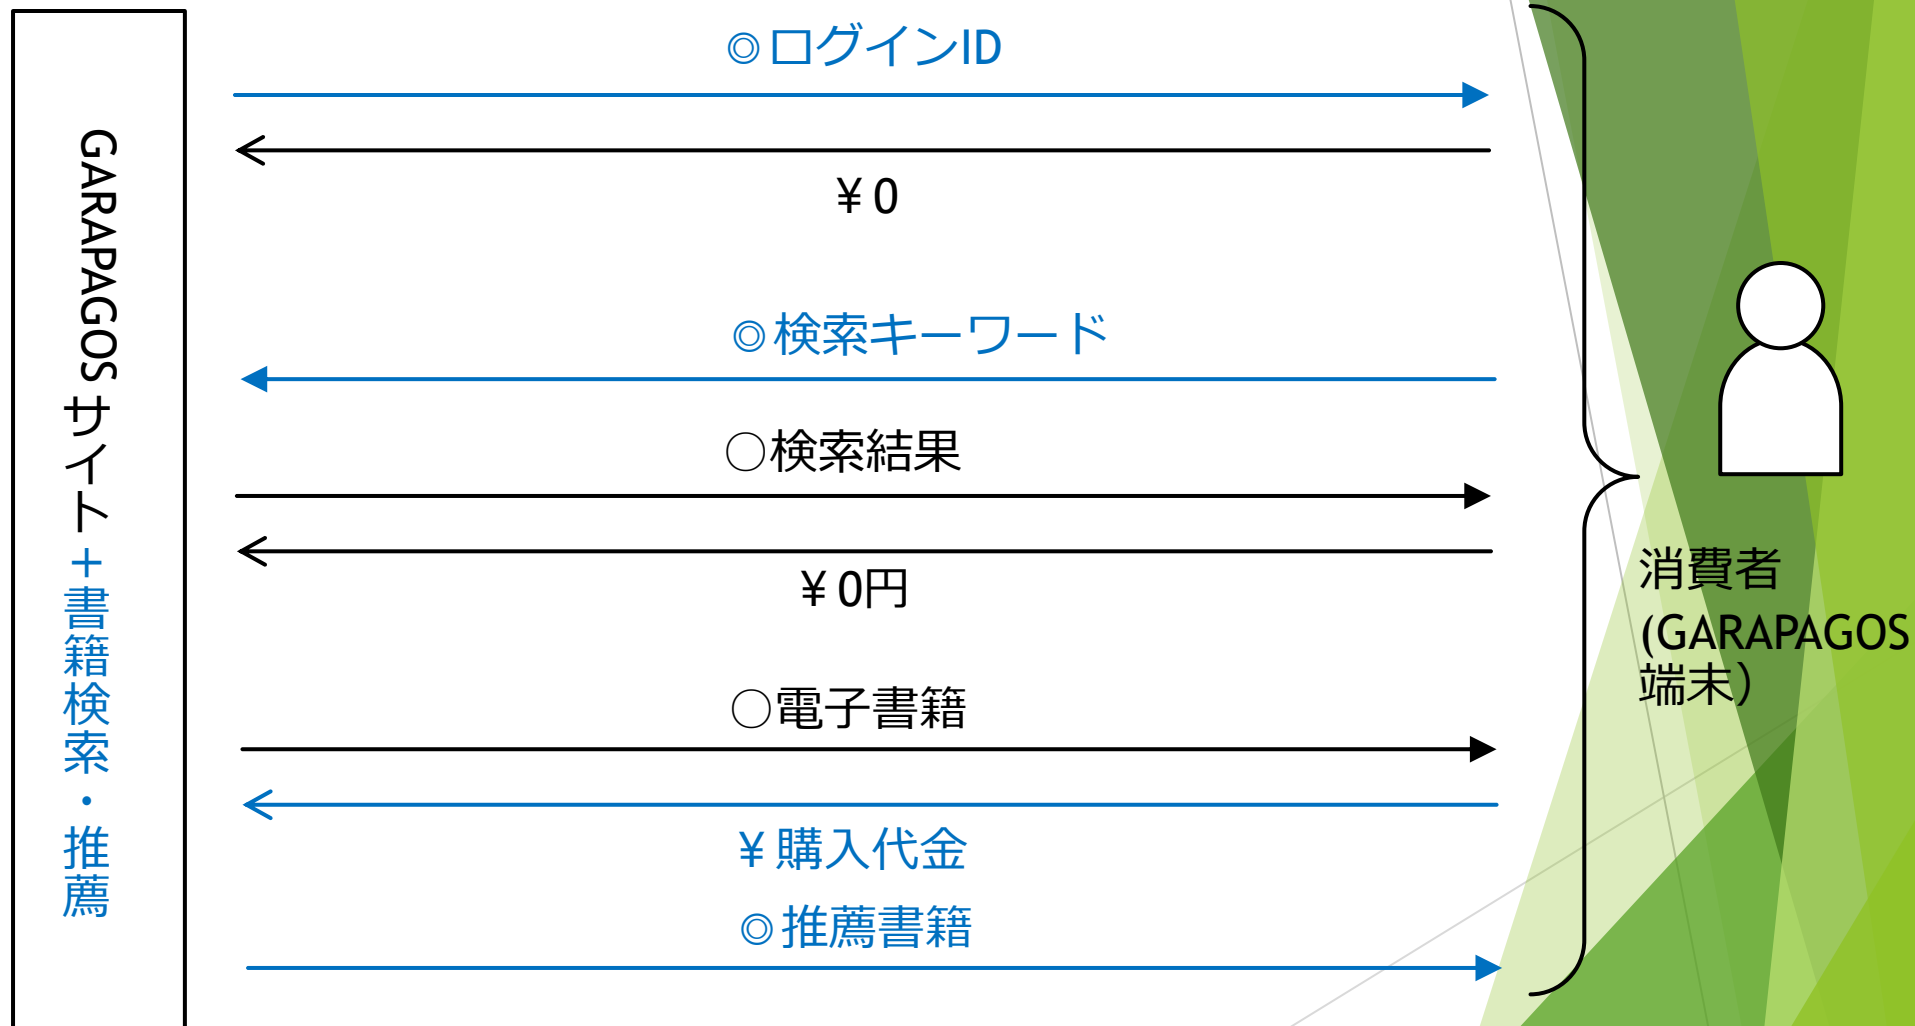 GARAPAGOSサイト＋書籍検索・推薦
◎ログインID
￥0
◎検索キーワード
○検索結果
￥0円
○電子書籍
￥購入代金
◎推薦書籍
消費者
(GARAPAGOS
端末）